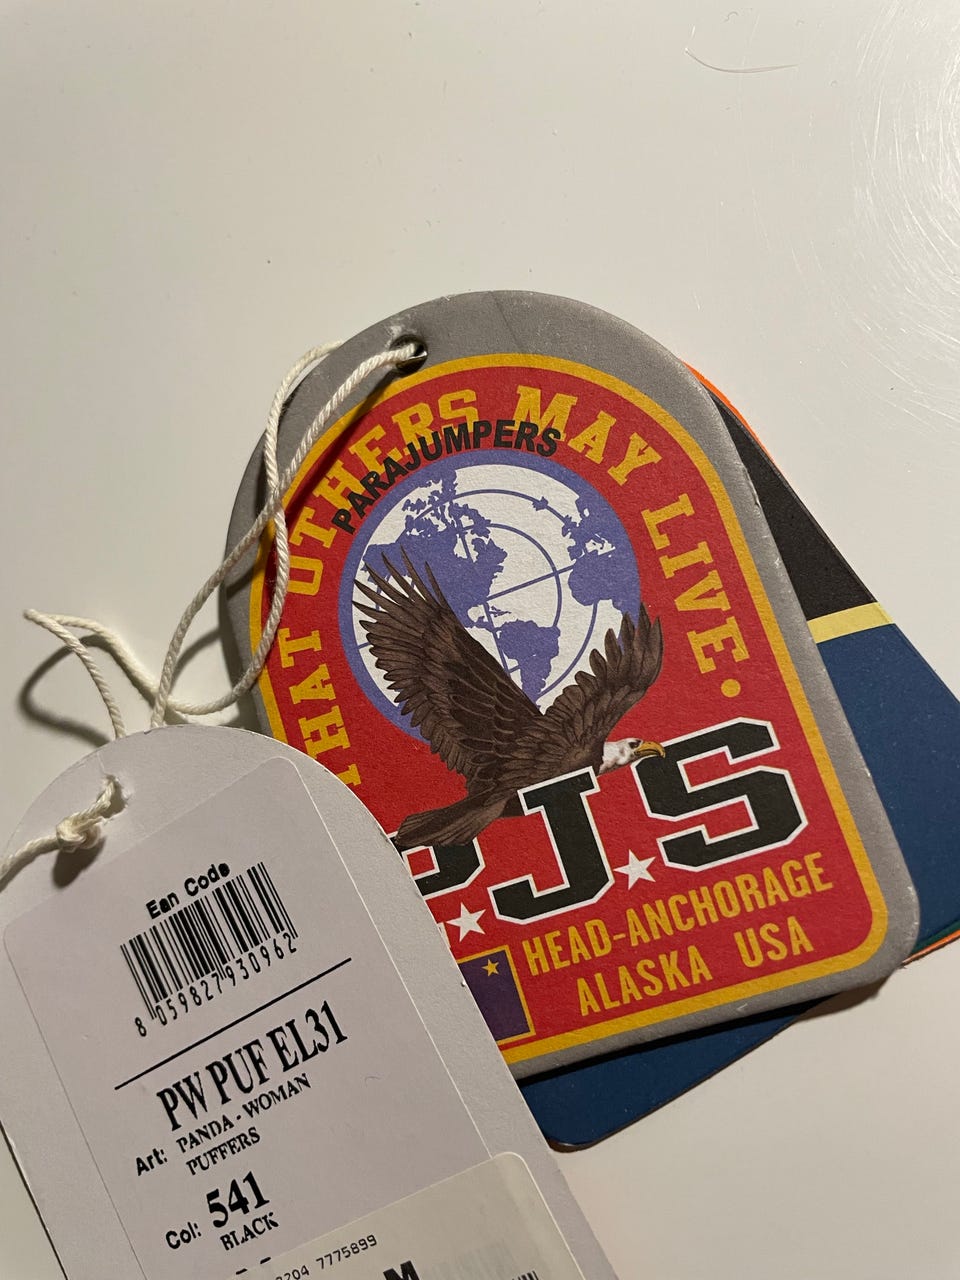 THAT OTHERS MAY LIVE.
PARAJUMPERS
P.J.S
HEAD-ANCHORAGE
ALASKA USA
Ean Code
8 059827 930962
PW PUF EL31
Art: PANDA - WOMAN
PUFFERS
Col: 541
BLACK
7775899
M